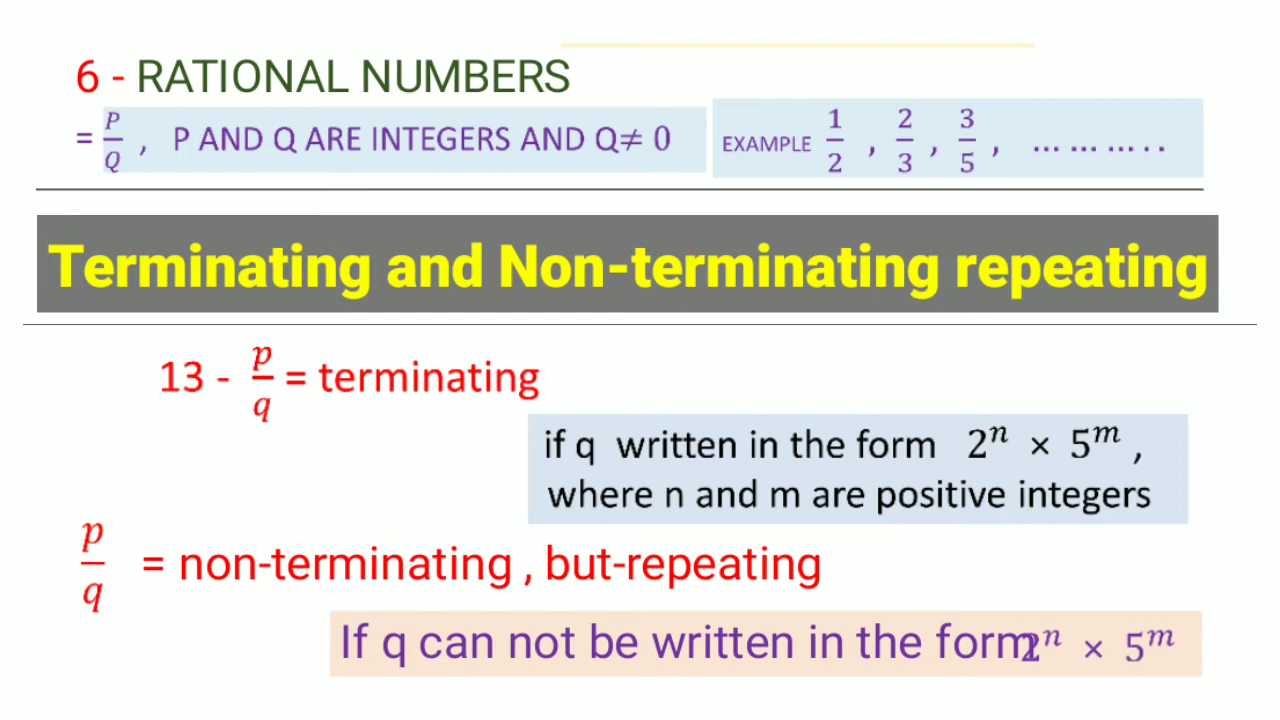 6 - RATIONAL NUMBERS
= P/Q , P AND Q ARE INTEGERS AND Q≠ 0 EXAMPLE 1/2 , 2/3 , 3/5 , … … … . .
Terminating and Non-terminating repeating
13 - p/q = terminating
if q written in the form 2ⁿ × 5ᵐ ,
where n and m are positive integers
p/q = non-terminating , but-repeating
If q can not be written in the form 2ⁿ × 5ᵐ